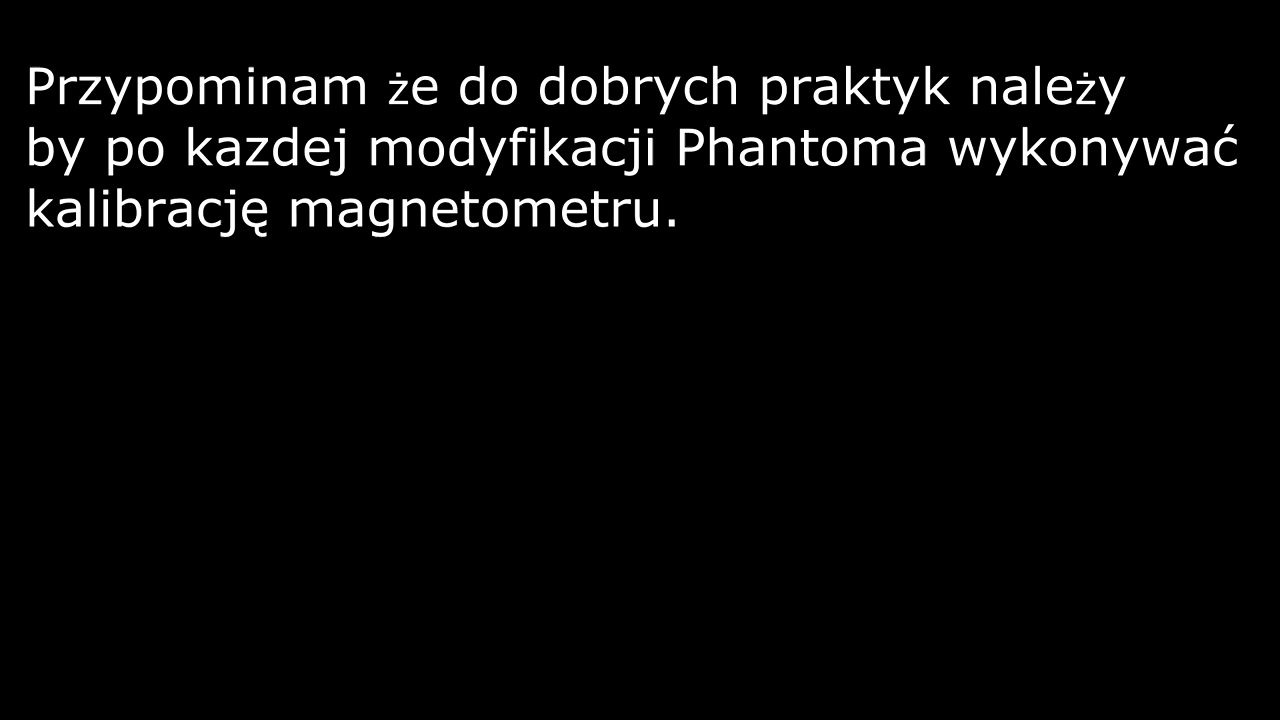 Przypominam że do dobrych praktyk należy
by po kazdej modyfikacji Phantoma wykonywać
kalibrację magnetometru.